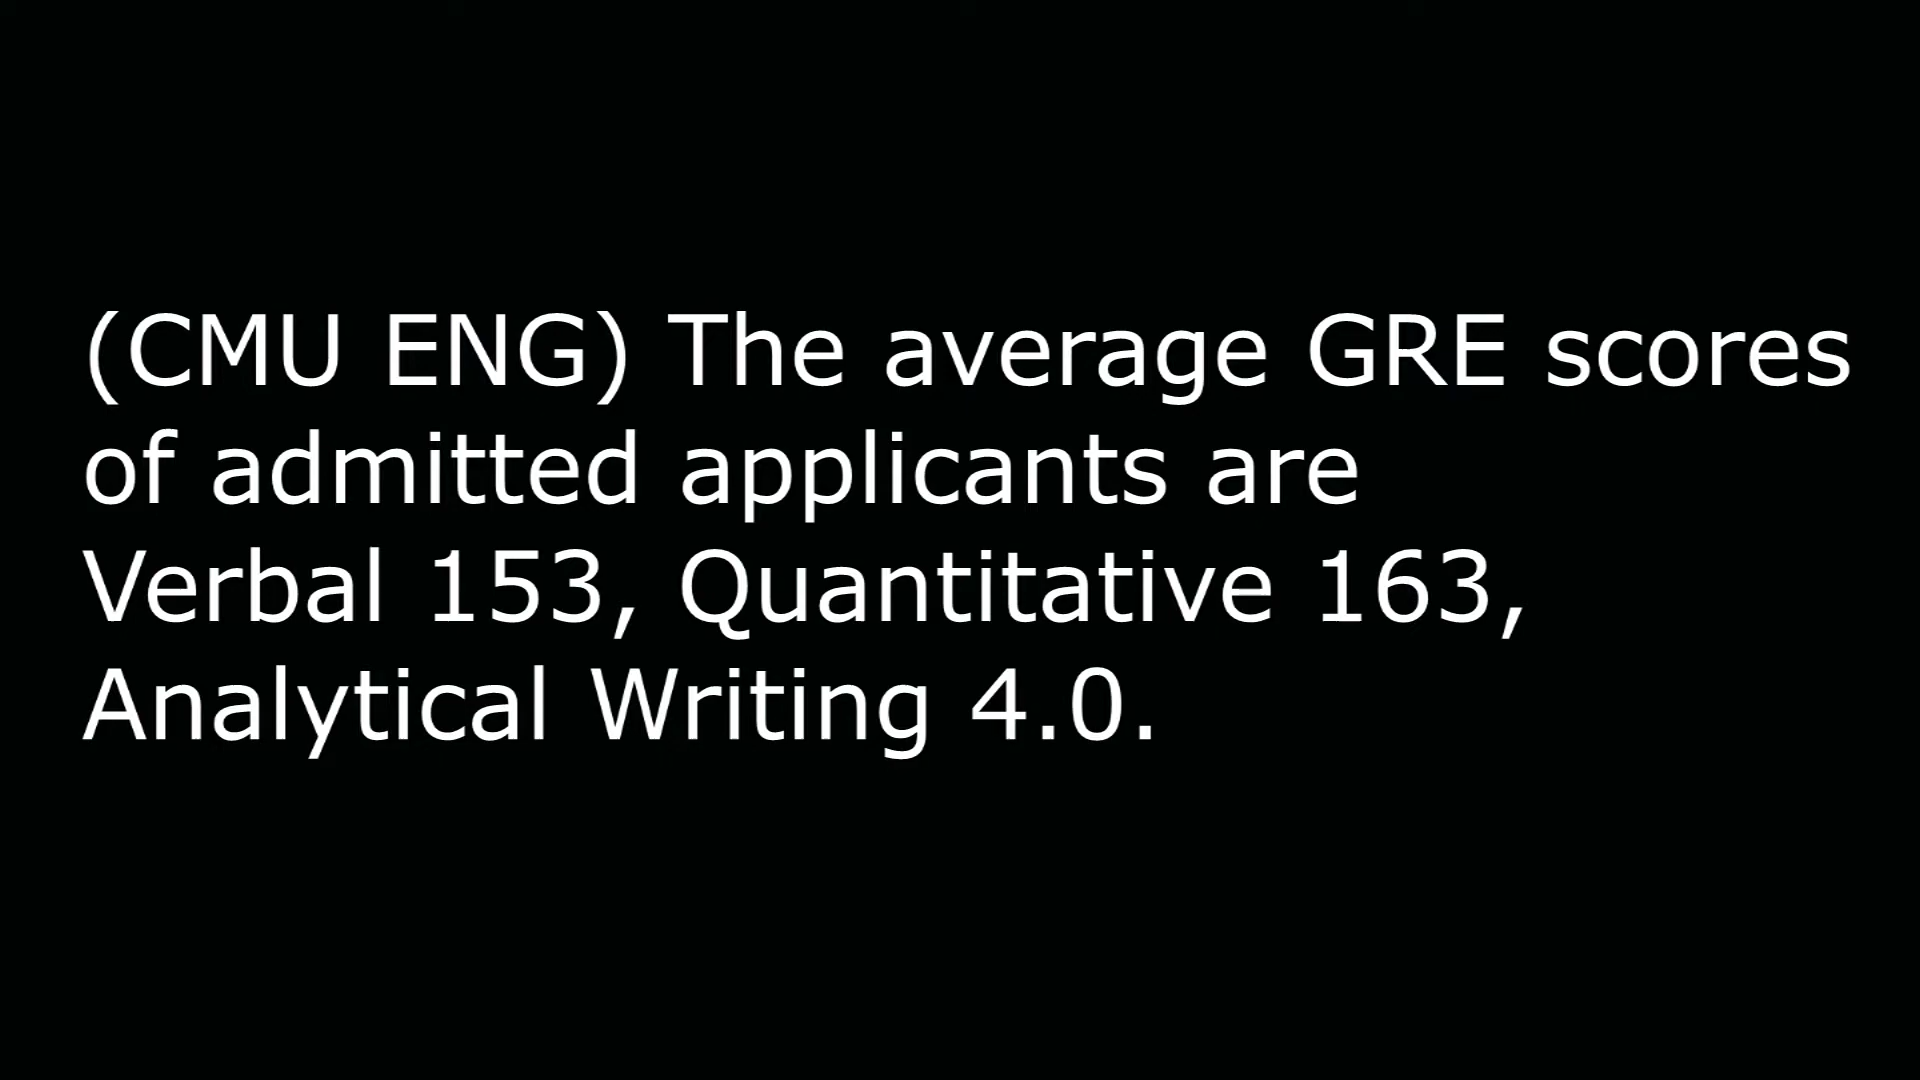 (CMU ENG) The average GRE scores
of admitted applicants are
Verbal 153, Quantitative 163,
Analytical Writing 4.0.